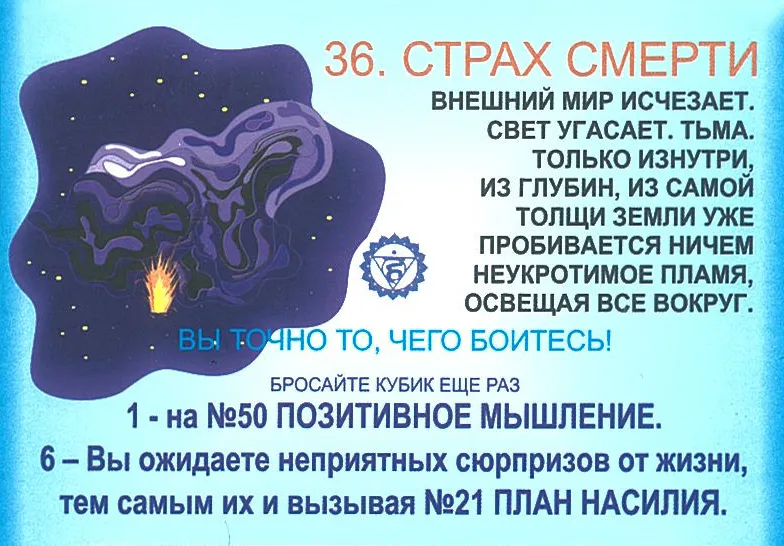 36. СТРАХ СМЕРТИ
ВНЕШНИЙ МИР ИСЧЕЗАЕТ.
СВЕТ УГАСАЕТ. ТЬМА.
ТОЛЬКО ИЗНУТРИ,
ИЗ ГЛУБИН, ИЗ САМОЙ
ТОЛЩИ ЗЕМЛИ УЖЕ
ПРОБИВАЕТСЯ НИЧЕМ
НЕУКРОТИМОЕ ПЛАМЯ,
ОСВЕЩАЯ ВСЕ ВОКРУГ.
ВЫ ТОЧНО ТО, ЧЕГО БОИТЕСЬ!
БРОСАЙТЕ КУБИК ЕЩЕ РАЗ
1 - на №50 ПОЗИТИВНОЕ МЫШЛЕНИЕ.
6 – Вы ожидаете неприятных сюрпризов от жизни,
тем самым их и вызывая №21 ПЛАН НАСИЛИЯ.